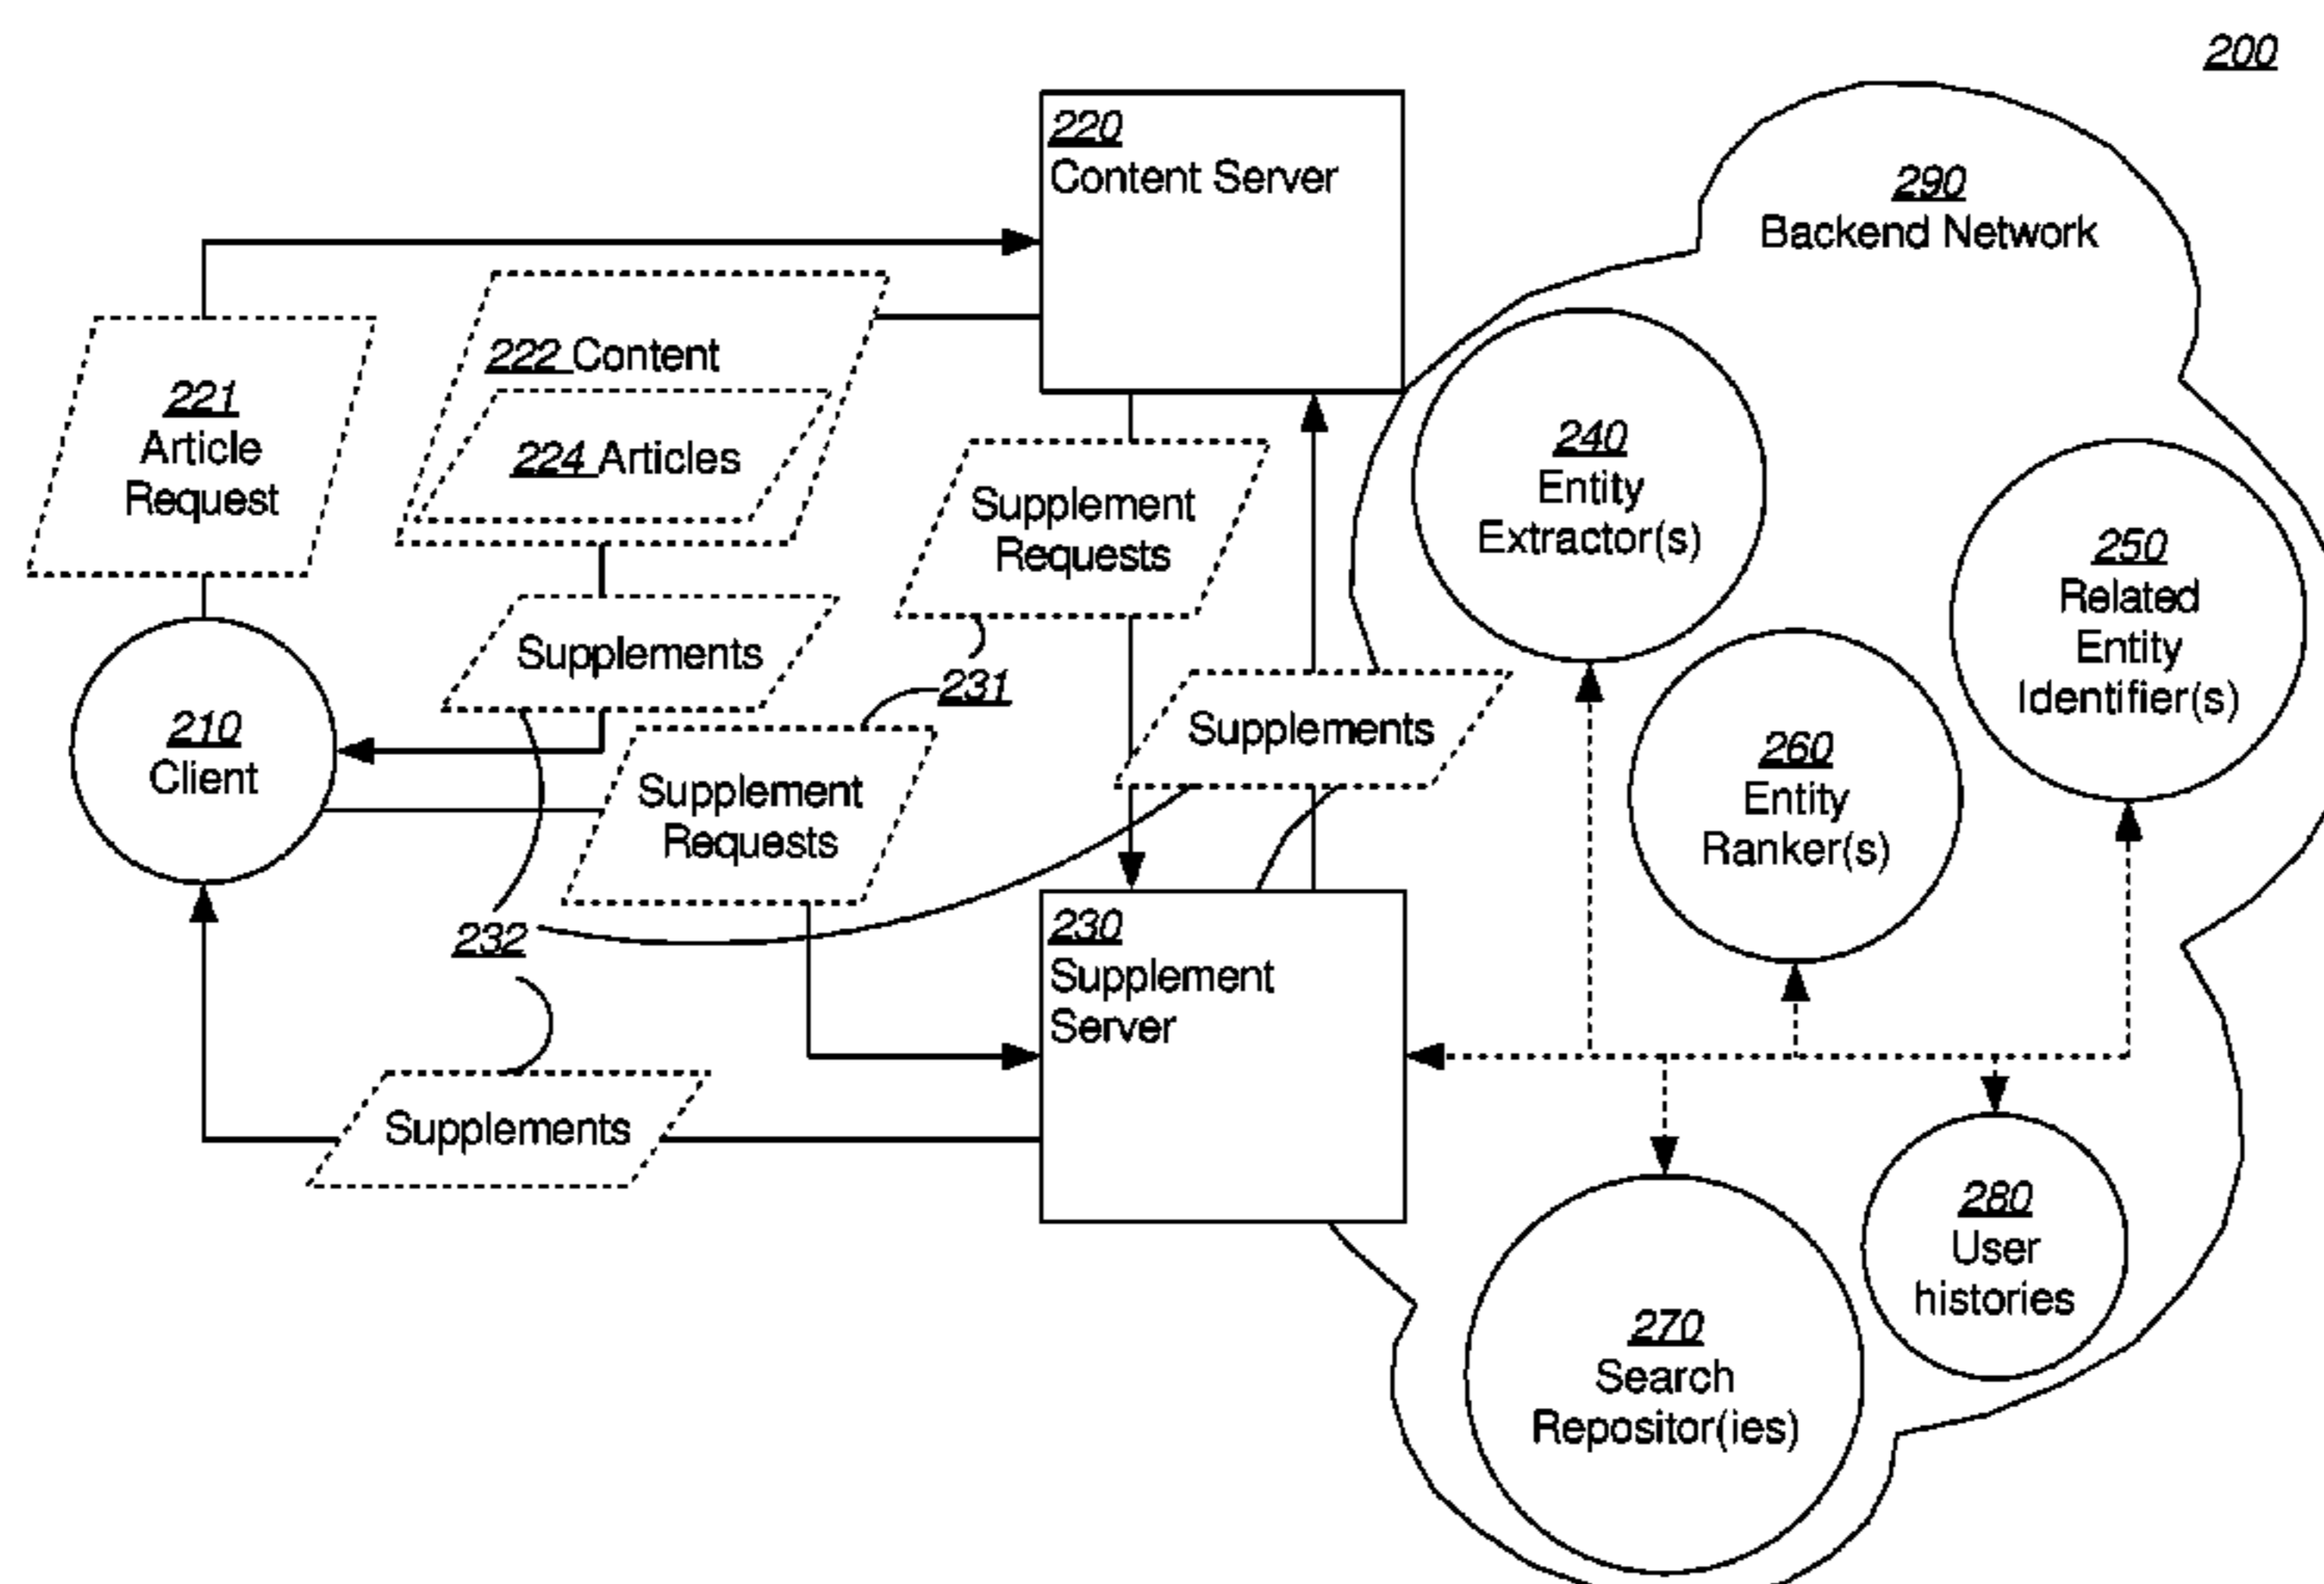 200
220
Content Server
290
Backend Network
222 Content
224 Articles
221
Article
Request
240
Entity
Extractor(s)
Supplement
Requests
250
Related
Entity
Identifier(s)
Supplements
231
Supplements
210
Client
260
Entity
Ranker(s)
Supplement
Requests
232
230
Supplement
Server
Supplements
280
User
histories
270
Search
Repositor(ies)